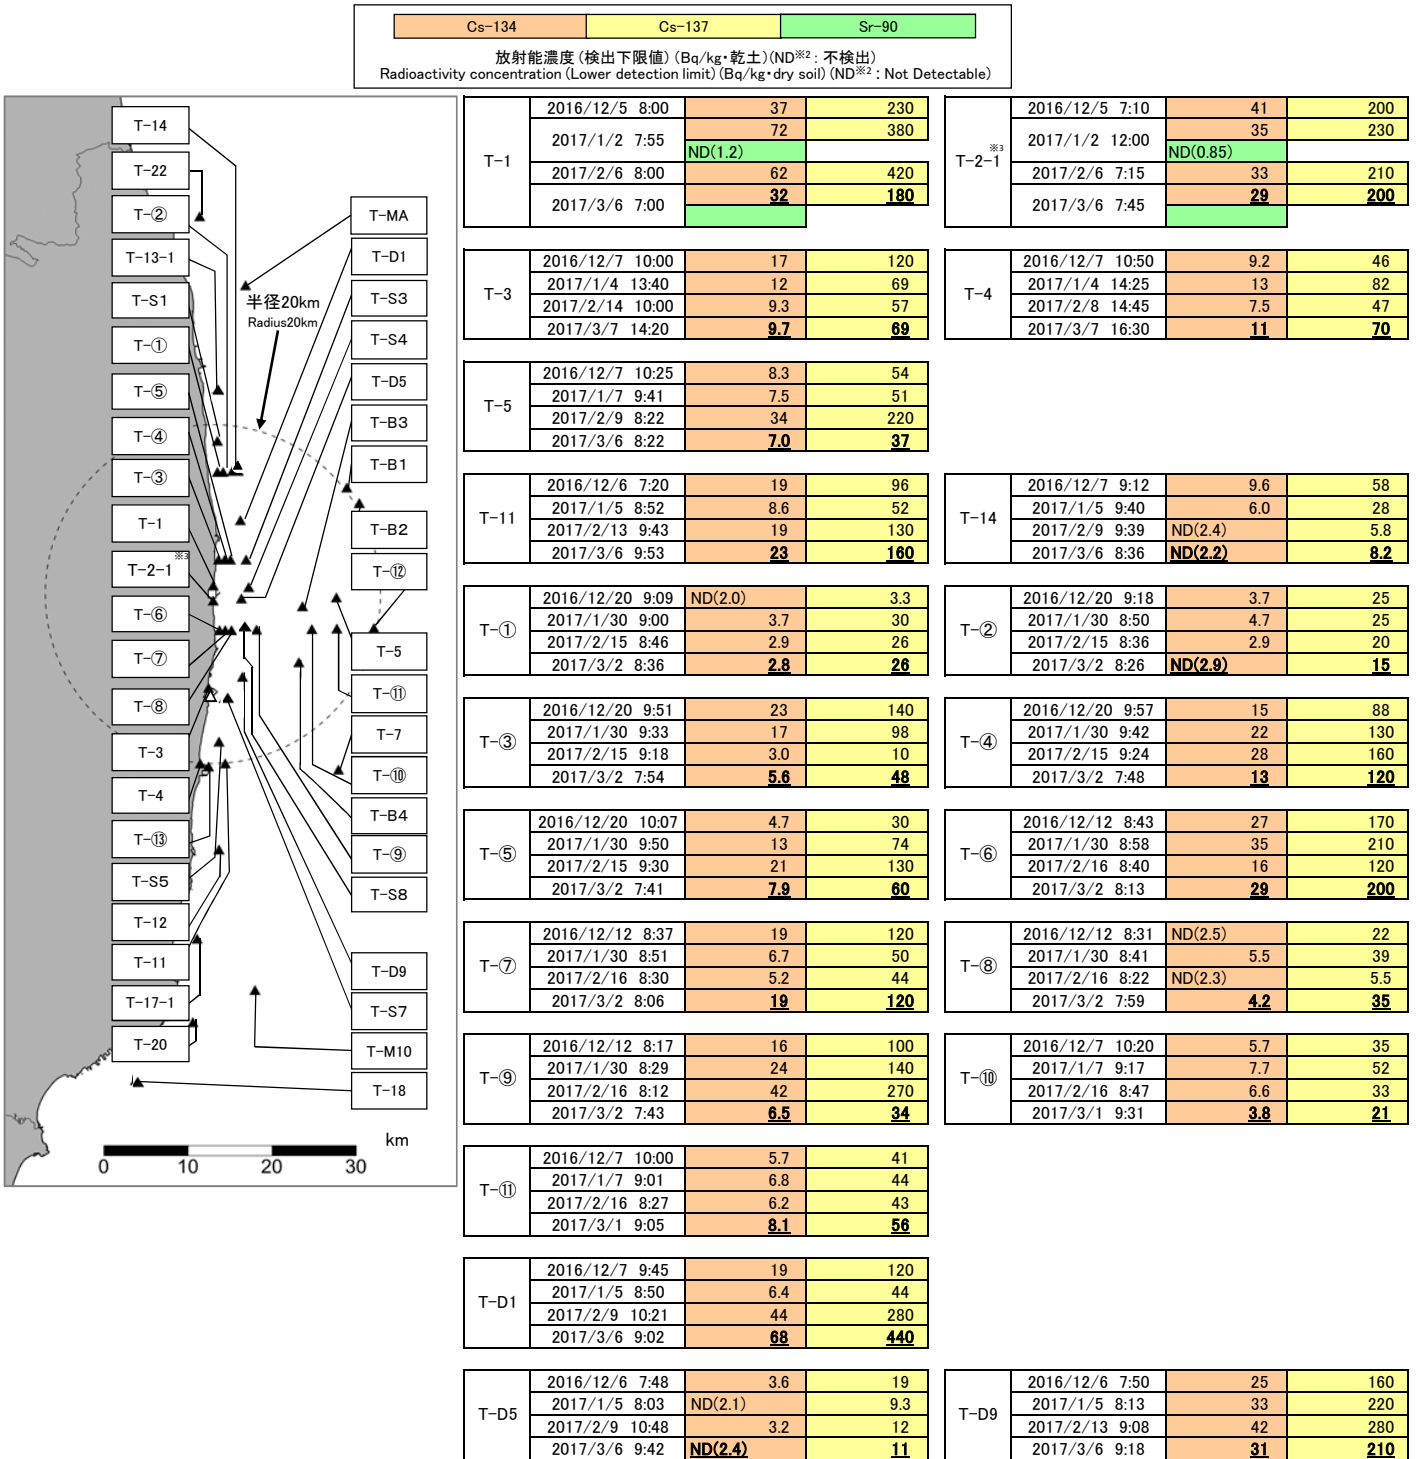 Cs-134 Cs-137 Sr-90
放射能濃度(検出下限値)(Bq/kg・乾土)(ND※2:不検出)
Radioactivity concentration (Lower detection limit)(Bq/kg・dry soil)(ND※2:Not Detectable)
T-14
T-22
T-②
T-13-1
T-S1
T-①
T-⑤
T-④
T-③
T-1
T-2-1※3
T-⑥
T-⑦
T-⑧
T-3
T-4
T-⑬
T-S5
T-12
T-11
T-17-1
T-20
半径20km
Radius20km
T-MA
T-D1
T-S3
T-S4
T-D5
T-B3
T-B1
T-B2
T-⑫
T-5
T-⑪
T-7
T-⑩
T-B4
T-⑨
T-S8
T-D9
T-S7
T-M10
T-18
km
0 10 20 30
T-1
2016/12/5 8:00 37 230
2017/1/2 7:55 72 380
ND(1.2)
2017/2/6 8:00 62 420
2017/3/6 7:00 32 180
T-2-1※3
2016/12/5 7:10 41 200
2017/1/2 12:00 35 230
ND(0.85)
2017/2/6 7:15 33 210
2017/3/6 7:45 29 200
T-3
2016/12/7 10:00 17 120
2017/1/4 13:40 12 69
2017/2/14 10:00 9.3 57
2017/3/7 14:20 9.7 69
T-4
2016/12/7 10:50 9.2 46
2017/1/4 14:25 13 82
2017/2/8 14:45 7.5 47
2017/3/7 16:30 11 70
T-5
2016/12/7 10:25 8.3 54
2017/1/7 9:41 7.5 51
2017/2/9 8:22 34 220
2017/3/6 8:22 7.0 37
T-11
2016/12/6 7:20 19 96
2017/1/5 8:52 8.6 52
2017/2/13 9:43 19 130
2017/3/6 9:53 23 160
T-14
2016/12/7 9:12 9.6 58
2017/1/5 9:40 6.0 28
2017/2/9 9:39 ND(2.4) 5.8
2017/3/6 8:36 ND(2.2) 8.2
T-①
2016/12/20 9:09 ND(2.0) 3.3
2017/1/30 9:00 3.7 30
2017/2/15 8:46 2.9 26
2017/3/2 8:36 2.8 26
T-②
2016/12/20 9:18 3.7 25
2017/1/30 8:50 4.7 25
2017/2/15 8:36 2.9 20
2017/3/2 8:26 ND(2.9) 15
T-③
2016/12/20 9:51 23 140
2017/1/30 9:33 17 98
2017/2/15 9:18 3.0 10
2017/3/2 7:54 5.6 48
T-④
2016/12/20 9:57 15 88
2017/1/30 9:42 22 130
2017/2/15 9:24 28 160
2017/3/2 7:48 13 120
T-⑤
2016/12/20 10:07 4.7 30
2017/1/30 9:50 13 74
2017/2/15 9:30 21 130
2017/3/2 7:41 7.9 60
T-⑥
2016/12/12 8:43 27 170
2017/1/30 8:58 35 210
2017/2/16 8:40 16 120
2017/3/2 8:13 29 200
T-⑦
2016/12/12 8:37 19 120
2017/1/30 8:51 6.7 50
2017/2/16 8:30 5.2 44
2017/3/2 8:06 19 120
T-⑧
2016/12/12 8:31 ND(2.5) 22
2017/1/30 8:41 5.5 39
2017/2/16 8:22 ND(2.3) 5.5
2017/3/2 7:59 4.2 35
T-⑨
2016/12/12 8:17 16 100
2017/1/30 8:29 24 140
2017/2/16 8:12 42 270
2017/3/2 7:43 6.5 34
T-⑩
2016/12/7 10:20 5.7 35
2017/1/7 9:17 7.7 52
2017/2/16 8:47 6.6 33
2017/3/1 9:31 3.8 21
T-⑪
2016/12/7 10:00 5.7 41
2017/1/7 9:01 6.8 44
2017/2/16 8:27 6.2 43
2017/3/1 9:05 8.1 56
T-D1
2016/12/7 9:45 19 120
2017/1/5 8:50 6.4 44
2017/2/9 10:21 44 280
2017/3/6 9:02 68 440
T-D5
2016/12/6 7:48 3.6 19
2017/1/5 8:03 ND(2.1) 9.3
2017/2/9 10:48 3.2 12
2017/3/6 9:42 ND(2.4) 11
T-D9
2016/12/6 7:50 25 160
2017/1/5 8:13 33 220
2017/2/13 9:08 42 280
2017/3/6 9:18 31 210